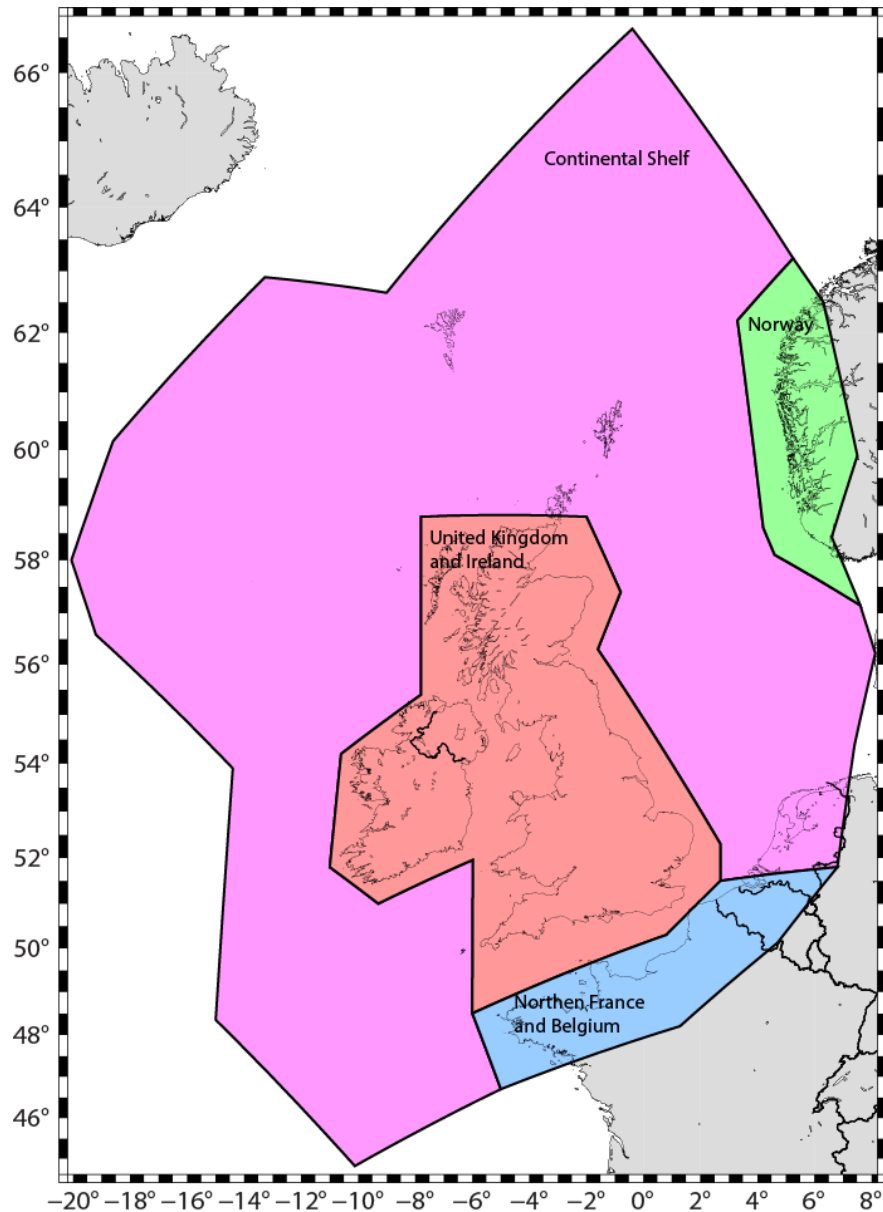 66°
Continental Shelf
64°
62°
Norway
60°
58°
United Kingdom
and Ireland
56°
54°
52°
50°
48°
Northen France
and Belgium
46°
−20° −18° −16° −14° −12° −10° −8° −6° −4° −2° 0° 2° 4° 6° 8°